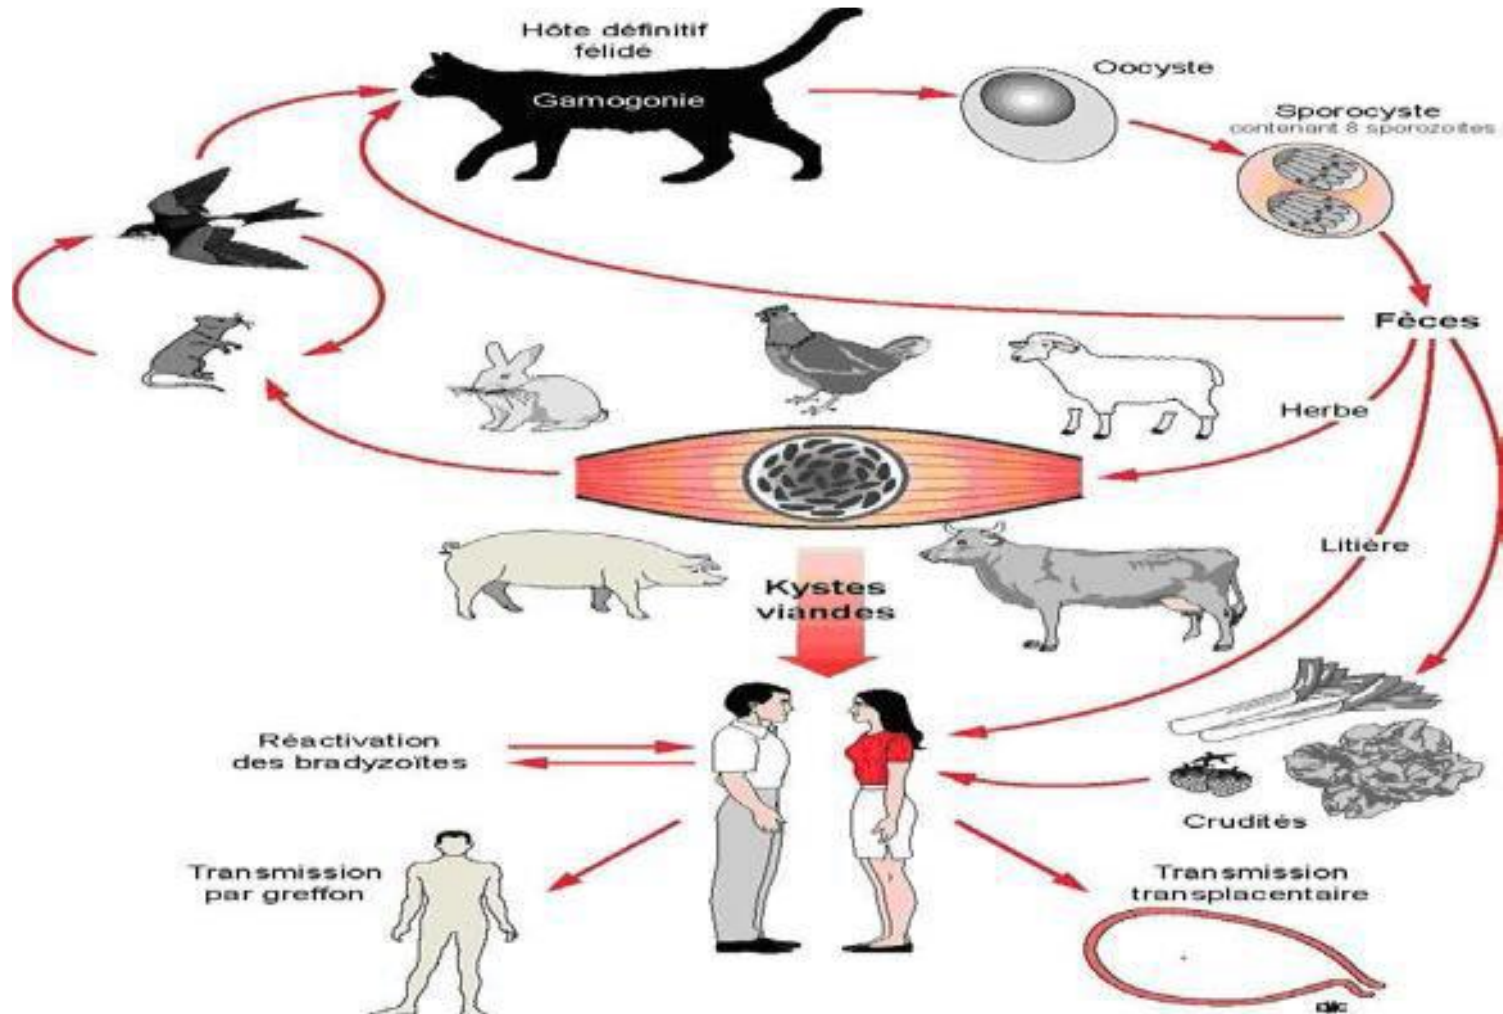 Hôte définitif
félidé
Gamogonie
Oocyste
Sporocyste
contenant 8 sporozoïtes
Fèces
Herbe
Litière
Kystes
viandes
Réactivation
des bradyzoïtes
Crudités
Transmission
par greffon
Transmission
transplacentaire